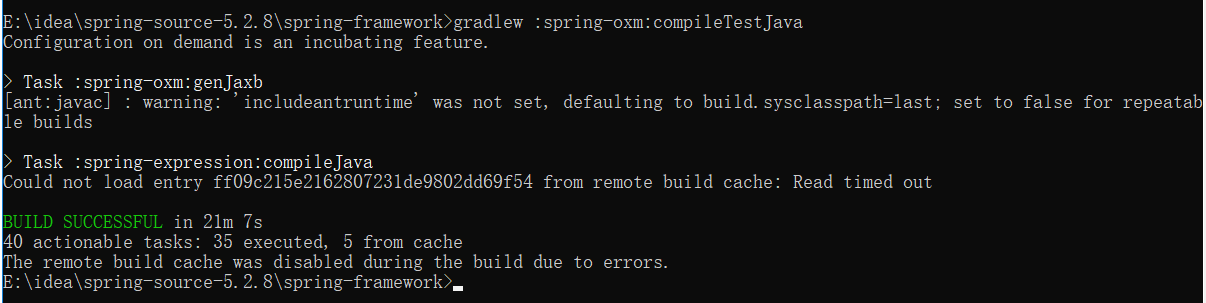 E:\idea\spring-source-5.2.8\spring-framework>gradlew :spring-oxm:compileTestJava
Configuration on demand is an incubating feature.
> Task :spring-oxm:genJaxb
[ant:javac] : warning: 'includeantruntime' was not set, defaulting to build.sysclasspath=last; set to false for repeatab
le builds
> Task :spring-expression:compileJava
Could not load entry ff09c215e2162807231de9802dd69f54 from remote build cache: Read timed out
BUILD SUCCESSFUL in 21m 7s
40 actionable tasks: 35 executed, 5 from cache
The remote build cache was disabled during the build due to errors.
E:\idea\spring-source-5.2.8\spring-framework>